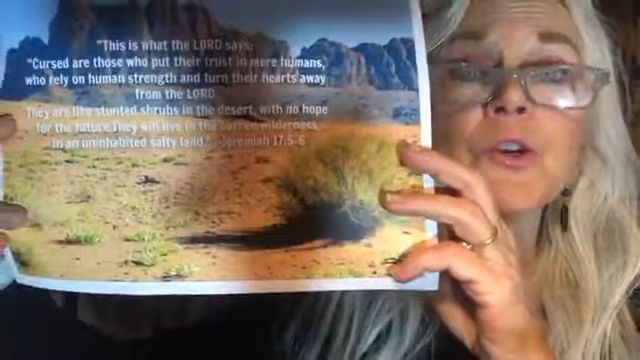 "This is what the LORD says:
"Cursed are those who put their trust in mere humans,
who rely on human strength and turn their hearts away
from the LORD
They are like stunted shrubs in the desert, with no hope
for the future.They will live in the barren wilderness,
in an uninhabited salty land." -Jeremiah 17:5-6